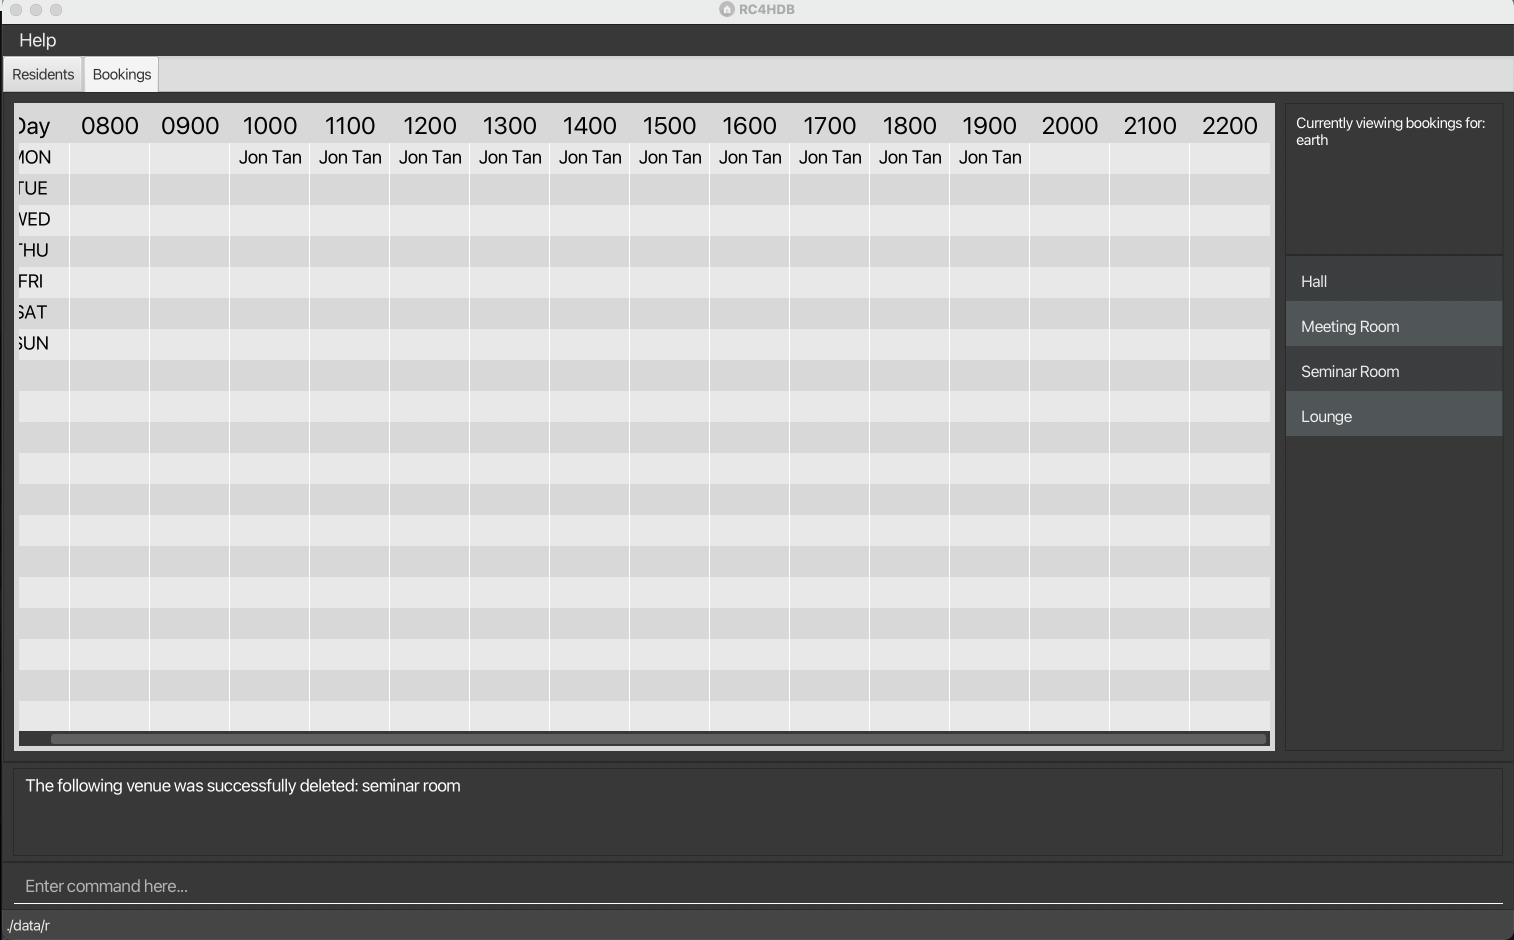 RC4HDB
Help
Residents Bookings
Day 0800 0900 1000 1100 1200 1300 1400 1500 1600 1700 1800 1900 2000 2100 2200
MON Jon Tan Jon Tan Jon Tan Jon Tan Jon Tan Jon Tan Jon Tan Jon Tan Jon Tan Jon Tan
TUE
WED
THU
FRI
SAT
SUN
Currently viewing bookings for:
earth
Hall
Meeting Room
Seminar Room
Lounge
The following venue was successfully deleted: seminar room
Enter command here...
./data/r